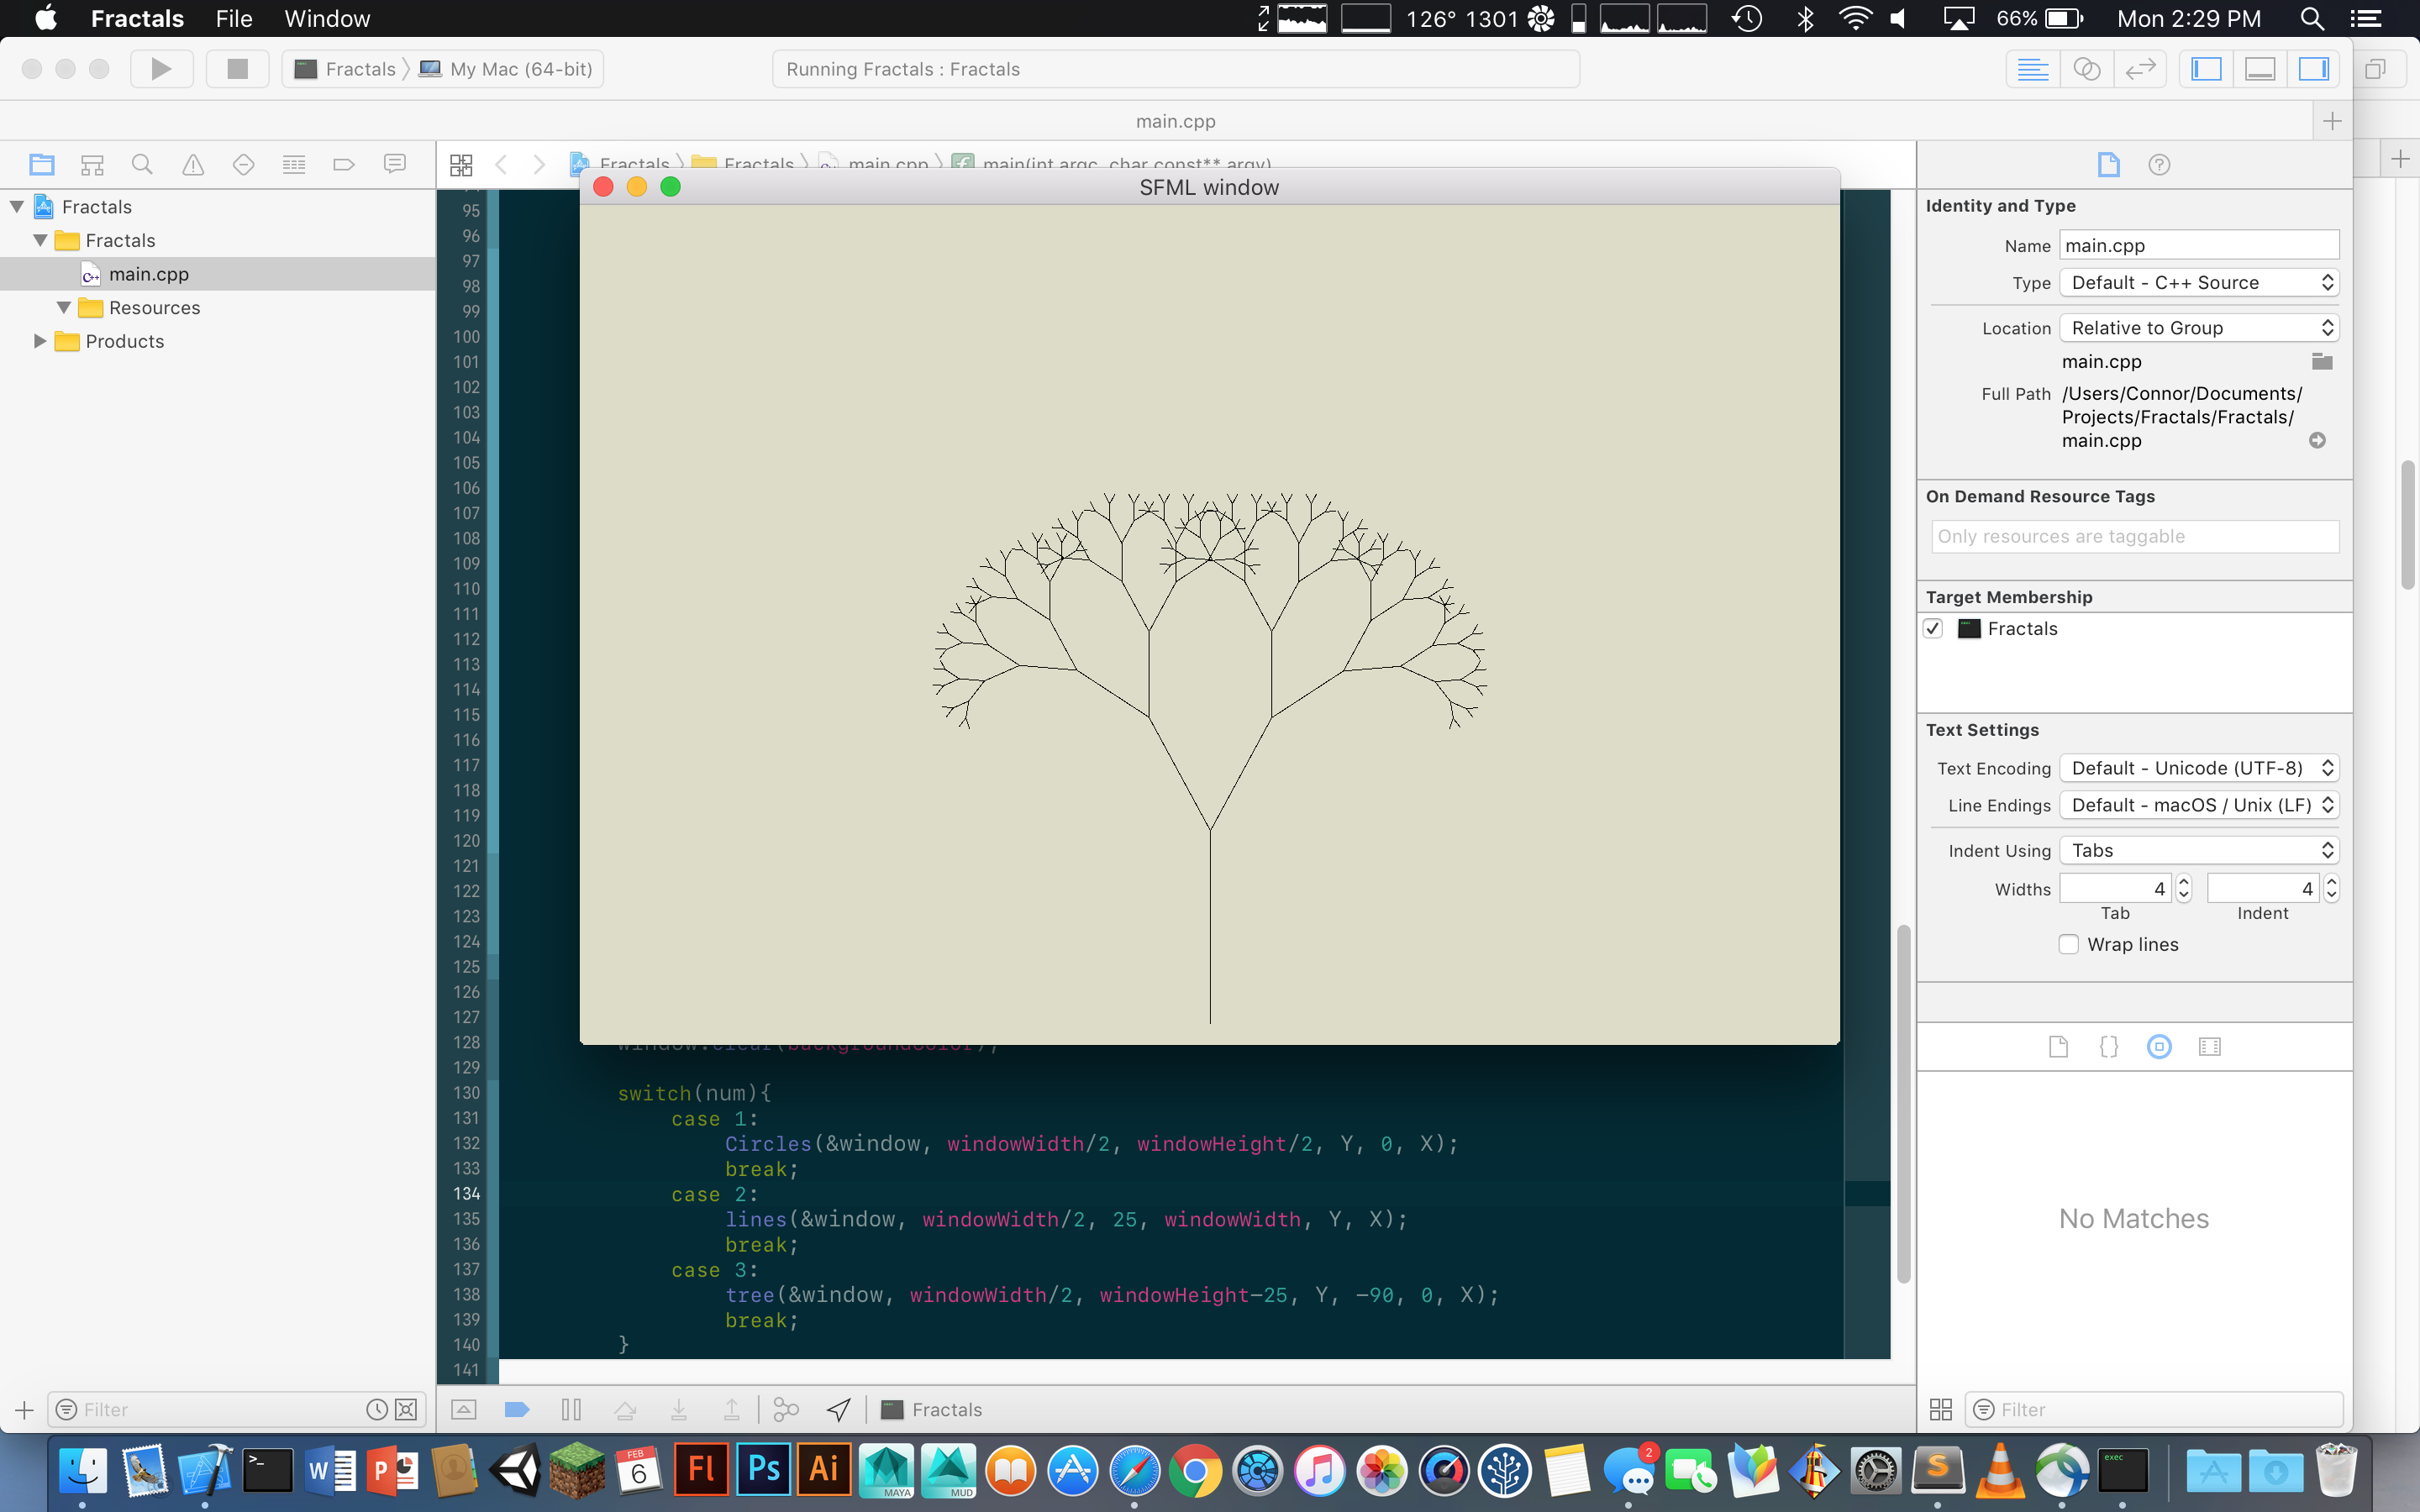 Fractals File Window 126° 1301 66% Mon 2:29 PM
Fractals My Mac (64-bit) Running Fractals : Fractals
main.cpp
Fractals Fractals main.cpp main(int argc, char const** argv)
SFML window
Fractals
Fractals
main.cpp
C++
Resources
Products
95
96
97
98
99
100
101
102
103
104
105
106
107
108
109
110
111
112
113
114
115
116
117
118
119
120
121
122
123
124
125
126
127
128 window.clear(backgroundColor);
129
130 switch(num){
131 case 1:
132 Circles(&window, windowWidth/2, windowHeight/2, Y, 0, X);
133 break;
134 case 2:
135 lines(&window, windowWidth/2, 25, windowWidth, Y, X);
136 break;
137 case 3:
138 tree(&window, windowWidth/2, windowHeight-25, Y, -90, 0, X);
139 break;
140 }
141
Identity and Type
Name main.cpp
Type Default - C++ Source
Location Relative to Group
main.cpp
Full Path /Users/Connor/Documents/
Projects/Fractals/Fractals/
main.cpp
On Demand Resource Tags
Only resources are taggable
Target Membership
Fractals
Text Settings
Text Encoding Default - Unicode (UTF-8)
Line Endings Default - macOS / Unix (LF)
Indent Using Tabs
Widths 4 4
Tab Indent
Wrap lines
{}
No Matches
Filter Fractals Filter
>_ W P FEB 6 Fl Ps Ai MAYA MUD 2 S exec